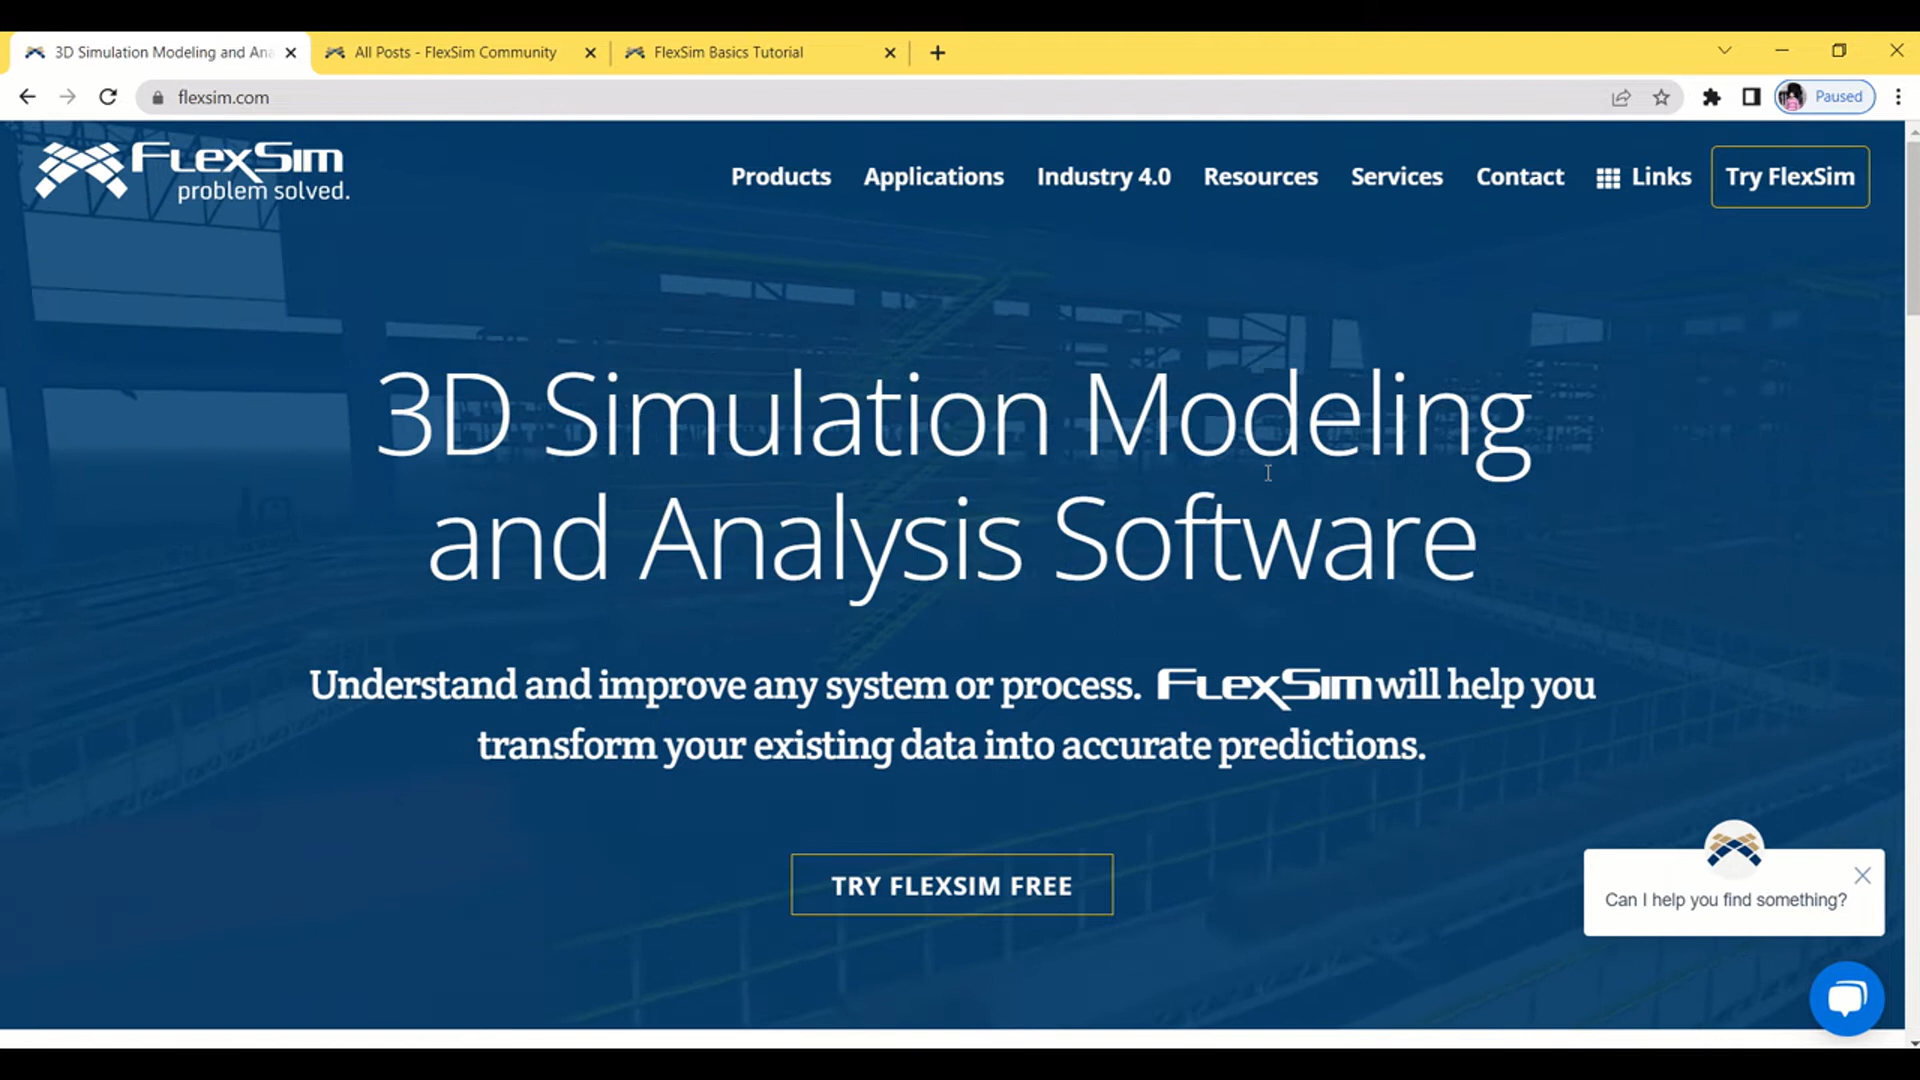 3D Simulation Modeling and Ana
All Posts - FlexSim Community
FlexSim Basics Tutorial
flexsim.com
Paused
FlexSim
problem solved.
Products
Applications
Industry 4.0
Resources
Services
Contact
Links
Try FlexSim
3D Simulation Modeling
and Analysis Software
Understand and improve any system or process. FlexSim will help you
transform your existing data into accurate predictions.
TRY FLEXSIM FREE
Can I help you find something?